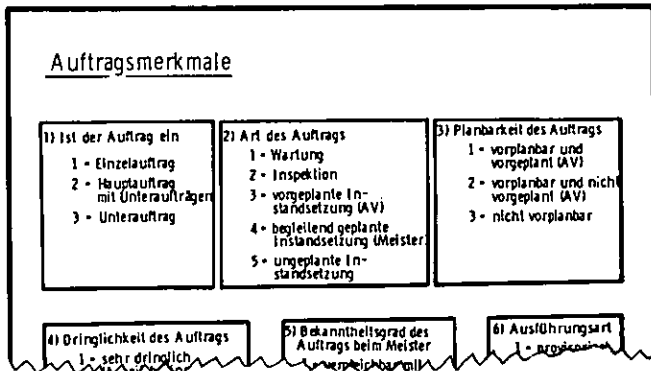 Auftragsmerkmale
1) Ist der Auftrag ein
1 - Einzelauftrag
2 - Hauptauftrag
mit Unteraufträgen
3 - Unterauftrag
2) Art des Auftrags
1 - Wartung
2 - Inspektion
3 - vorgeplante In-
standsetzung (AV)
4 - begleitend geplante
Instandsetzung (Meister)
5 - ungeplante In-
standsetzung
3) Planbarkeit des Auftrags
1 - vorplanbar und
vorgeplant (AV)
2 - vorplanbar und nicht
vorgeplant (AV)
3 - nicht vorplanbar
4) Dringlichkeit des Auftrags
1 - sehr dringlich
5) Bekanntheitsgrad des
Auftrags beim Meister
6) Ausführungsart